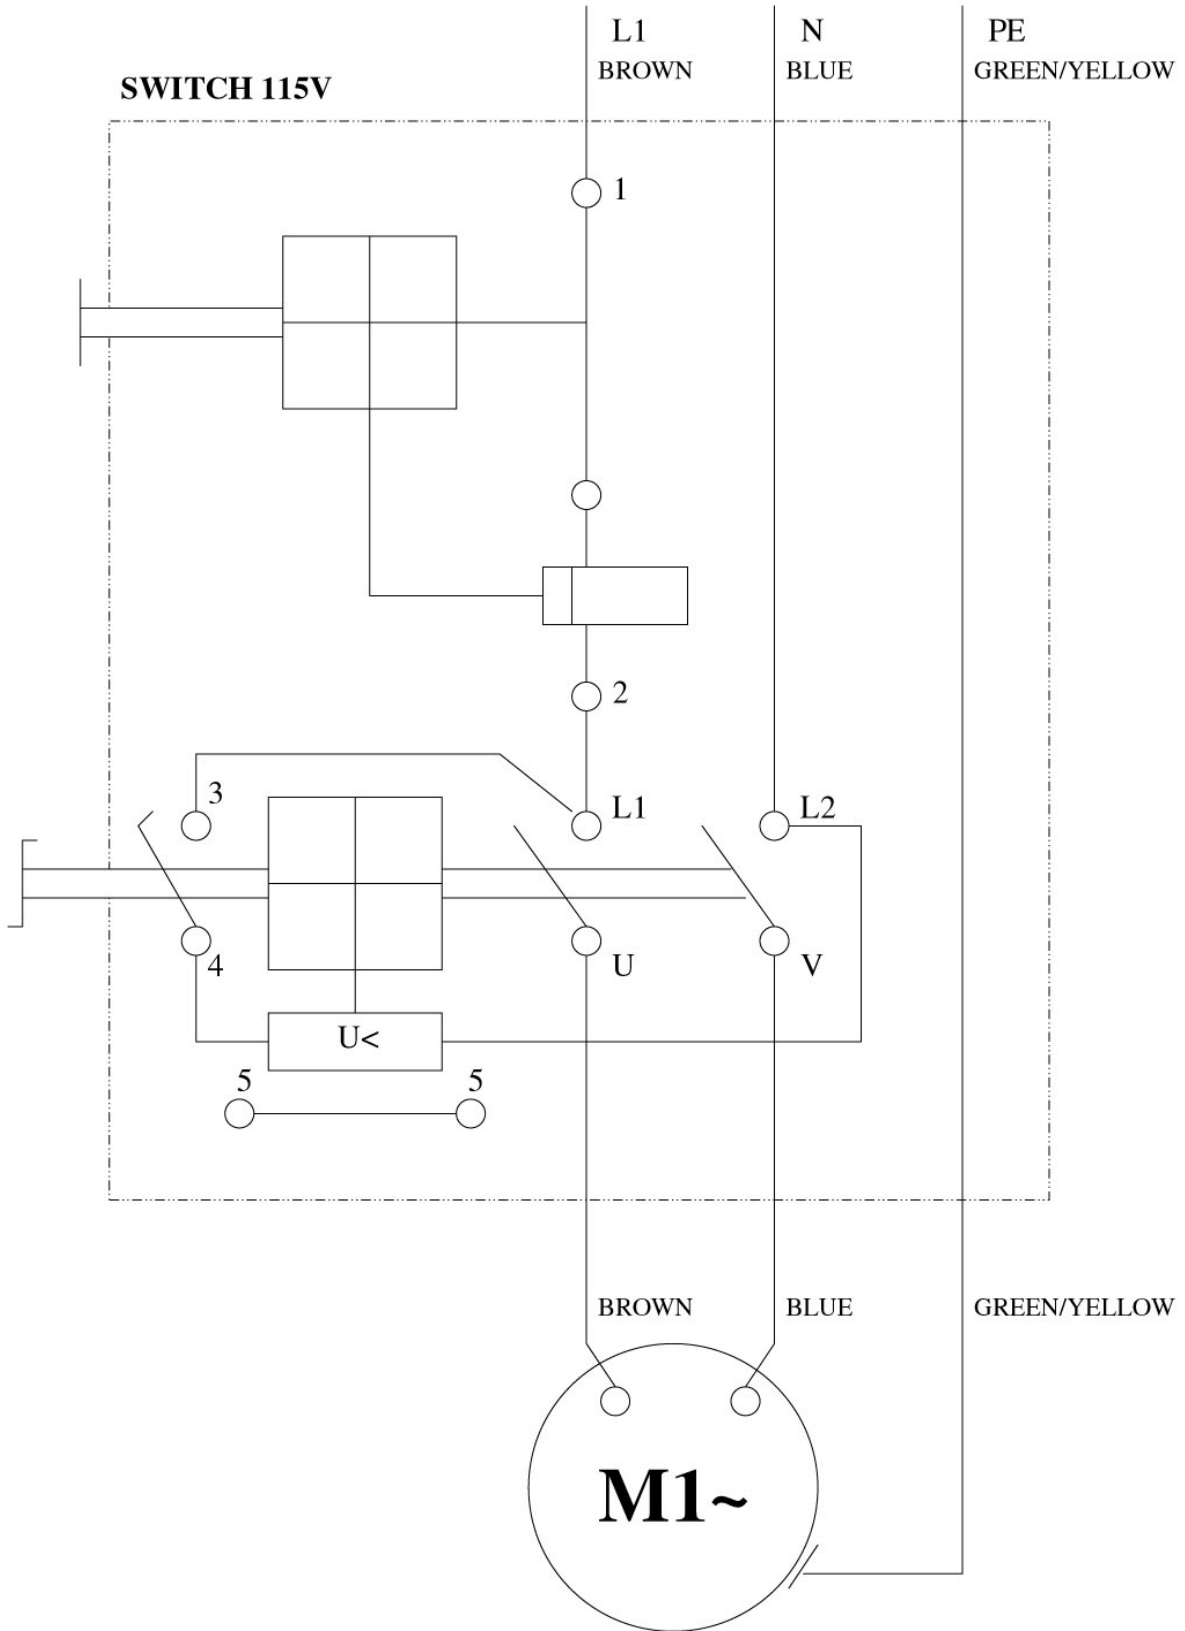 L1
N
PE
BROWN
BLUE
GREEN/YELLOW
SWITCH 115V
1
2
3
L1
L2
4
U
V
U<
5
5
BROWN
BLUE
GREEN/YELLOW
M1~